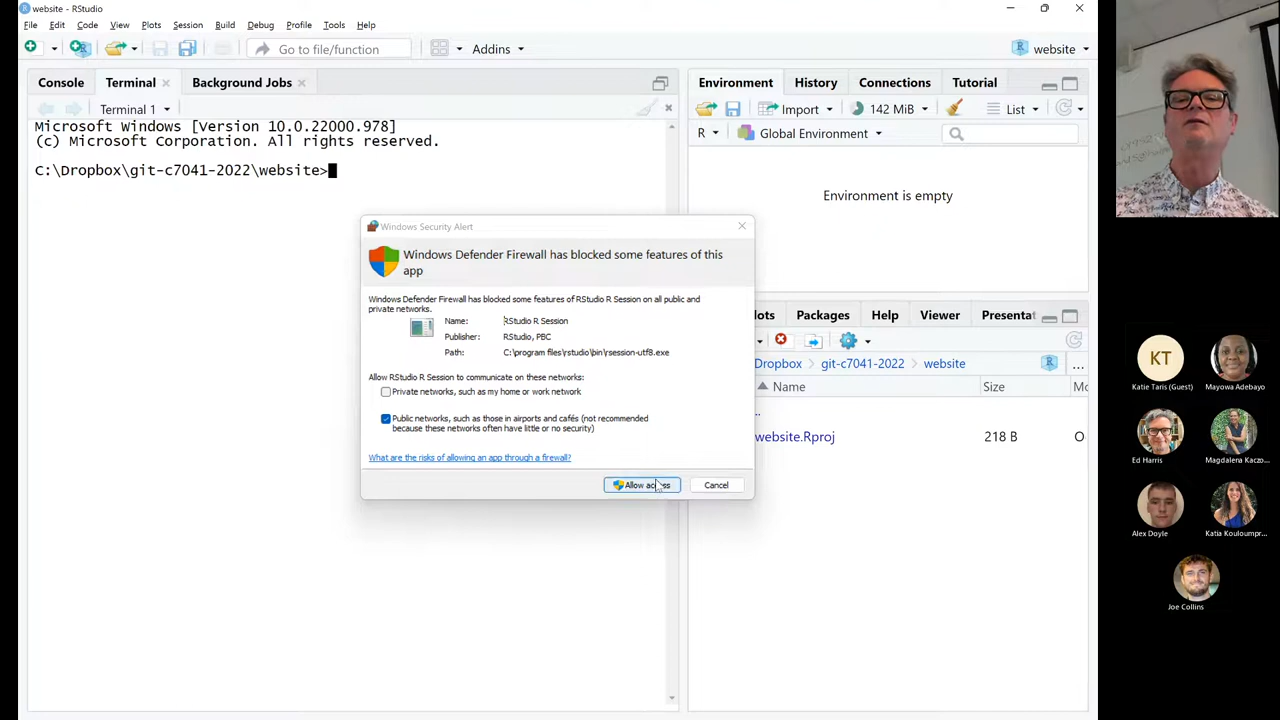 website - RStudio
File Edit Code View Plots Session Build Debug Profile Tools Help
Go to file/function
Addins
website
Console Terminal Background Jobs
Terminal 1
Microsoft Windows [Version 10.0.22000.978]
(c) Microsoft Corporation. All rights reserved.
C:\Dropbox\git-c7041-2022\website>
Environment History Connections Tutorial
Import
142 MiB
List
R
Global Environment
Environment is empty
Windows Security Alert
Windows Defender Firewall has blocked some features of this
app
Windows Defender Firewall has blocked some features of RStudio R Session on all public and
private networks.
Name: RStudio R Session
Publisher: RStudio, PBC
Path: C:\program files\rstudio\bin\rsession-utf8.exe
Allow RStudio R Session to communicate on these networks:
Private networks, such as my home or work network
Public networks, such as those in airports and cafés (not recommended
because these networks often have little or no security)
What are the risks of allowing an app through a firewall?
Allow access
Cancel
lots Packages Help Viewer Presentat
Dropbox git-c7041-2022 website
...
Name Size Mo
..
website.Rproj 218 B O
KT
Katie Taris (Guest)
Mayowa Adebayo
Ed Harris
Magdalena Kaczo...
Alex Doyle
Katia Kouloumpr...
Joe Collins